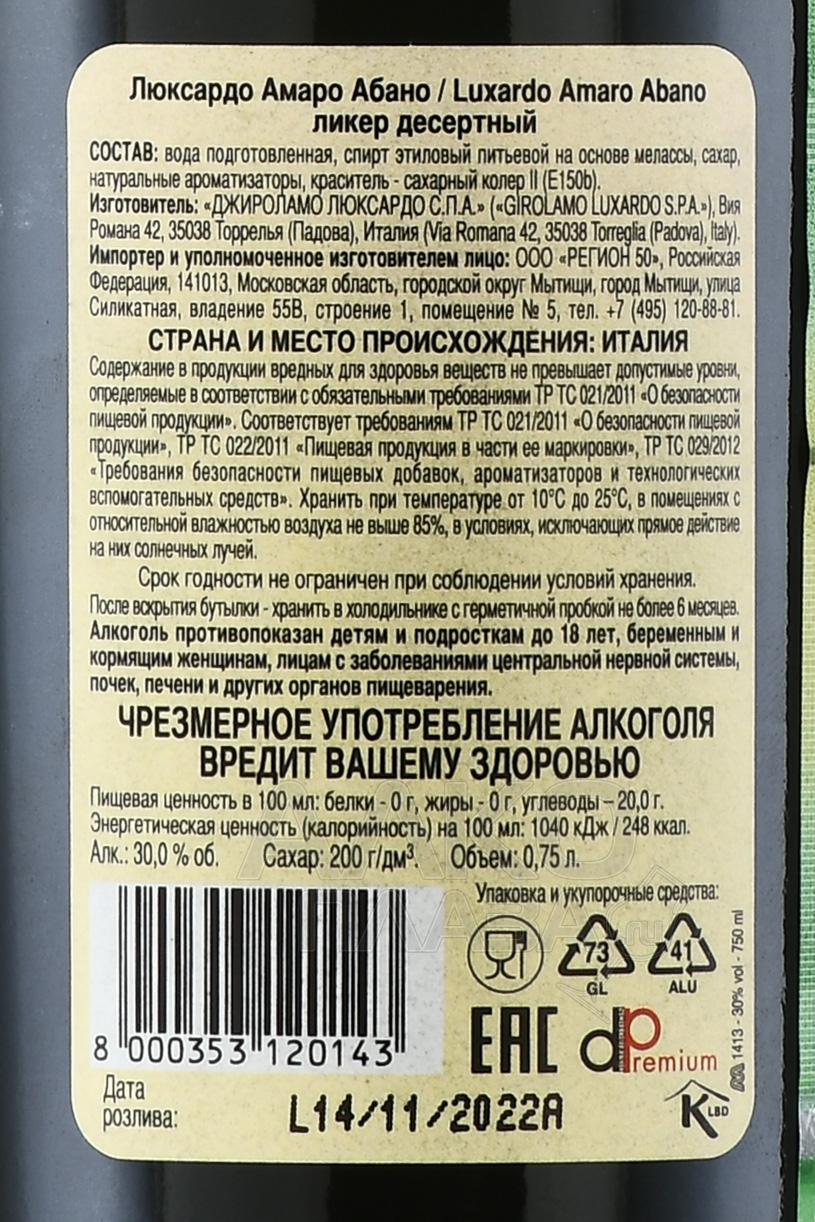 Люксардо Амаро Абано / Luxardo Amaro Abano
ликер десертный
СОСТАВ: вода подготовленная, спирт этиловый питьевой на основе мелассы, сахар,
натуральные ароматизаторы, краситель - сахарный колер II (E150b).
Изготовитель: «ДЖИРОЛАМО ЛЮКСАРДО С.П.А.» («GIROLAMO LUXARDO S.P.A.»), Вия
Романа 42, 35038 Торрелья (Падова), Италия (Via Romana 42, 35038 Torreglia (Padova), Italy).
Импортер и уполномоченное изготовителем лицо: ООО «РЕГИОН 50», Российская
Федерация, 141013, Московская область, городской округ Мытищи, город Мытищи, улица
Силикатная, владение 55В, строение 1, помещение № 5, тел. +7 (495) 120-88-81.
СТРАНА И МЕСТО ПРОИСХОЖДЕНИЯ: ИТАЛИЯ
Содержание в продукции вредных для здоровья веществ не превышает допустимые уровни,
определяемые в соответствии с обязательными требованиями ТР ТС 021/2011 «О безопасности
пищевой продукции». Соответствует требованиям ТР ТС 021/2011 «О безопасности пищевой
продукции», ТР ТС 022/2011 «Пищевая продукция в части ее маркировки», ТР ТС 029/2012
«Требования безопасности пищевых добавок, ароматизаторов и технологических
вспомогательных средств». Хранить при температуре от 10°C до 25°C, в помещениях с
относительной влажностью воздуха не выше 85%, в условиях, исключающих прямое действие
на них солнечных лучей.
Срок годности не ограничен при соблюдении условий хранения.
После вскрытия бутылки - хранить в холодильнике с герметичной пробкой не более 6 месяцев.
Алкоголь противопоказан детям и подросткам до 18 лет, беременным и
кормящим женщинам, лицам с заболеваниями центральной нервной системы,
почек, печени и других органов пищеварения.
ЧРЕЗМЕРНОЕ УПОТРЕБЛЕНИЕ АЛКОГОЛЯ
ВРЕДИТ ВАШЕМУ ЗДОРОВЬЮ
Пищевая ценность в 100 мл: белки - 0 г, жиры - 0 г, углеводы – 20,0 г.
Энергетическая ценность (калорийность) на 100 мл: 1040 кДж / 248 ккал.
Алк.: 30,0 % об. Сахар: 200 г/дм³. Объем: 0,75 л.
Упаковка и укупорочные средства:
73 41
GL ALU
EAC dp Premium
1413 - 30% vol - 750 ml
8 000353 120143
Дата
розлива:
L14/11/2022A
K LBD